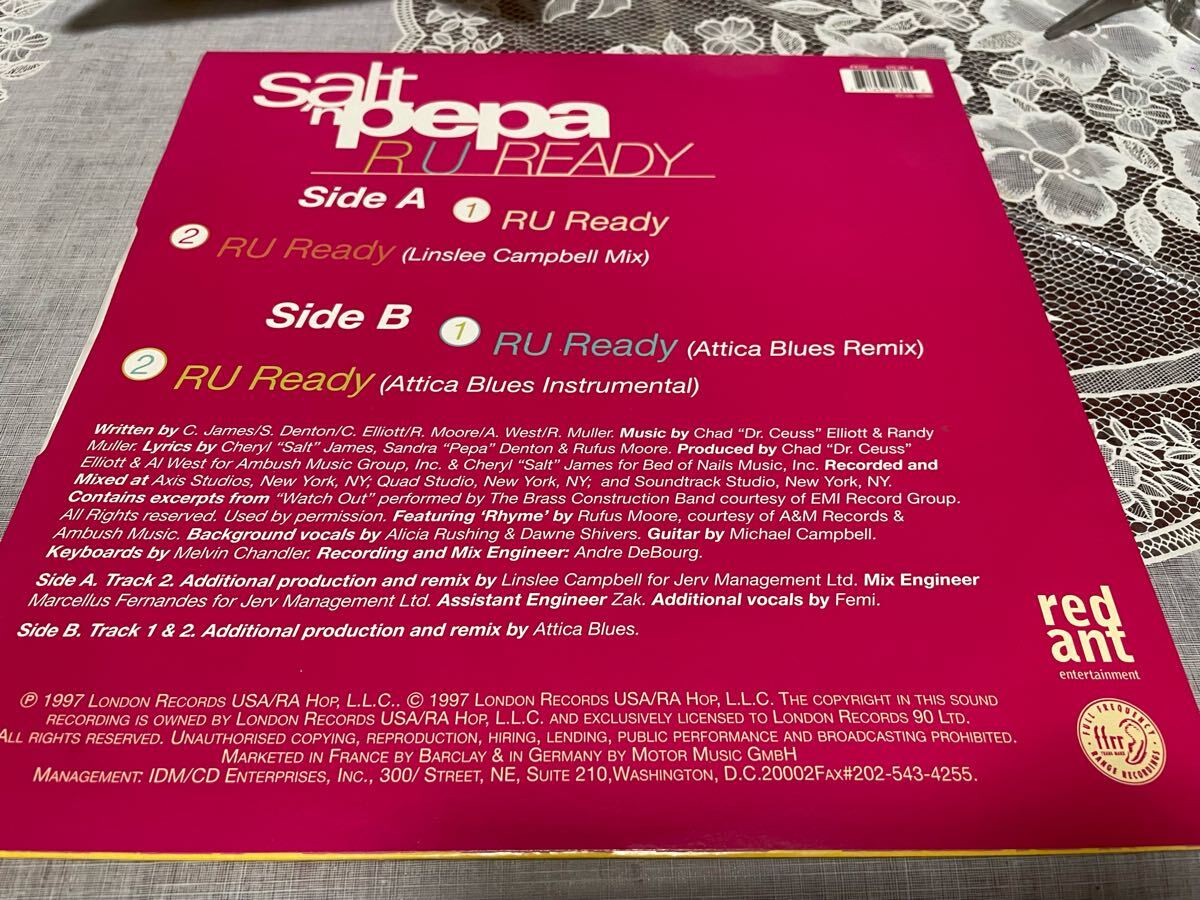 salt
'n pepa
R U READY
Side A 1 RU Ready
2 RU Ready (Linslee Campbell Mix)
Side B 1 RU Ready (Attica Blues Remix)
2 RU Ready (Attica Blues Instrumental)
Written by C. James/S. Denton/C. Elliott/R. Moore/A. West/R. Muller. Music by Chad "Dr. Ceuss" Elliott & Randy
Muller. Lyrics by Cheryl "Salt" James, Sandra "Pepa" Denton & Rufus Moore. Produced by Chad "Dr. Ceuss"
Elliott & Al West for Ambush Music Group, Inc. & Cheryl "Salt" James for Bed of Nails Music, Inc. Recorded and
Mixed at Axis Studios, New York, NY; Quad Studio, New York, NY; and Soundtrack Studio, New York, NY.
Contains excerpts from "Watch Out" performed by The Brass Construction Band courtesy of EMI Record Group.
All Rights reserved. Used by permission. Featuring 'Rhyme' by Rufus Moore, courtesy of A&M Records &
Ambush Music. Background vocals by Alicia Rushing & Dawne Shivers. Guitar by Michael Campbell.
Keyboards by Melvin Chandler. Recording and Mix Engineer: Andre DeBourg.
Side A. Track 2. Additional production and remix by Linslee Campbell for Jerv Management Ltd. Mix Engineer
Marcellus Fernandes for Jerv Management Ltd. Assistant Engineer Zak. Additional vocals by Femi.
Side B. Track 1 & 2. Additional production and remix by Attica Blues.
red
ant
entertainment
℗ 1997 London Records USA/RA Hop, L.L.C.. © 1997 London Records USA/RA Hop, L.L.C. The copyright in this sound
recording is owned by London Records USA/RA Hop, L.L.C. and exclusively licensed to London Records 90 Ltd.
All rights reserved. Unauthorised copying, reproduction, hiring, lending, public performance and broadcasting prohibited.
Marketed in France by Barclay & in Germany by Motor Music GmbH
Management: IDM/CD Enterprises, Inc., 300/ Street, NE, Suite 210,Washington, D.C.20002Fax#202-543-4255.
FULL FREQUENCY
ffrr
TRADE MARK
RANGE RECORDINGS